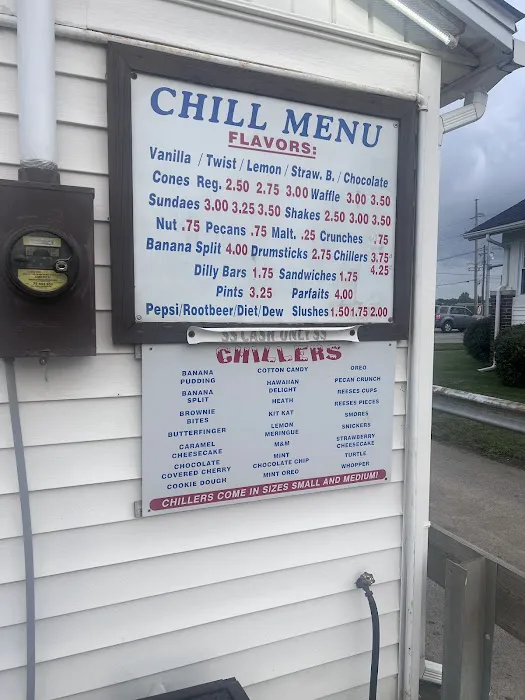 CHILL MENU
FLAVORS:
Vanilla / Twist / Lemon / Straw. B. / Chocolate
Cones Reg. 2.50 2.75 3.00 Waffle 3.00 3.50
Sundaes 3.00 3.25 3.50 Shakes 2.50 3.00 3.50
Nut .75 Pecans .75 Malt. .25 Crunches .75
Banana Split 4.00 Drumsticks 2.75 Chillers 3.75
4.25
Dilly Bars 1.75 Sandwiches 1.75
Pints 3.25 Parfaits 4.00
Pepsi/Rootbeer/Diet/Dew Slushes 1.50 1.75 2.00
$$ CASH ONLY $$
CHILLERS
BANANA
PUDDING
BANANA
SPLIT
BROWNIE
BITES
BUTTERFINGER
CARAMEL
CHEESECAKE
CHOCOLATE
COVERED CHERRY
COOKIE DOUGH
COTTON CANDY
HAWAIIAN
DELIGHT
HEATH
KIT KAT
LEMON
MERINGUE
M&M
MINT
CHOCOLATE CHIP
MINT OREO
OREO
PECAN CRUNCH
REESES CUPS
REESES PIECES
SMORES
SNICKERS
STRAWBERRY
CHEESECAKE
TURTLE
WHOPPER
CHILLERS COME IN SIZES SMALL AND MEDIUM!